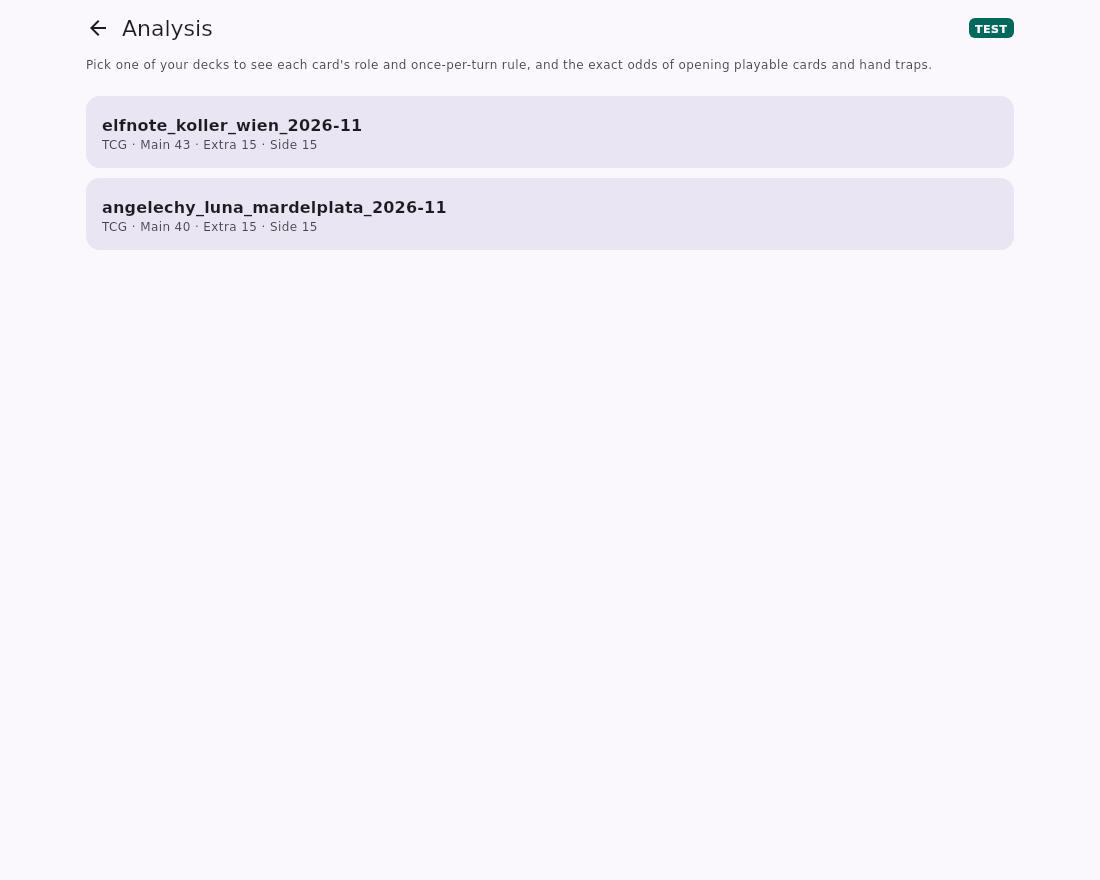 Analysis
TEST
Pick one of your decks to see each card's role and once-per-turn rule, and the exact odds of opening playable cards and hand traps.
elfnote_koller_wien_2026-11
TCG · Main 43 · Extra 15 · Side 15
angelechy_luna_mardelplata_2026-11
TCG · Main 40 · Extra 15 · Side 15